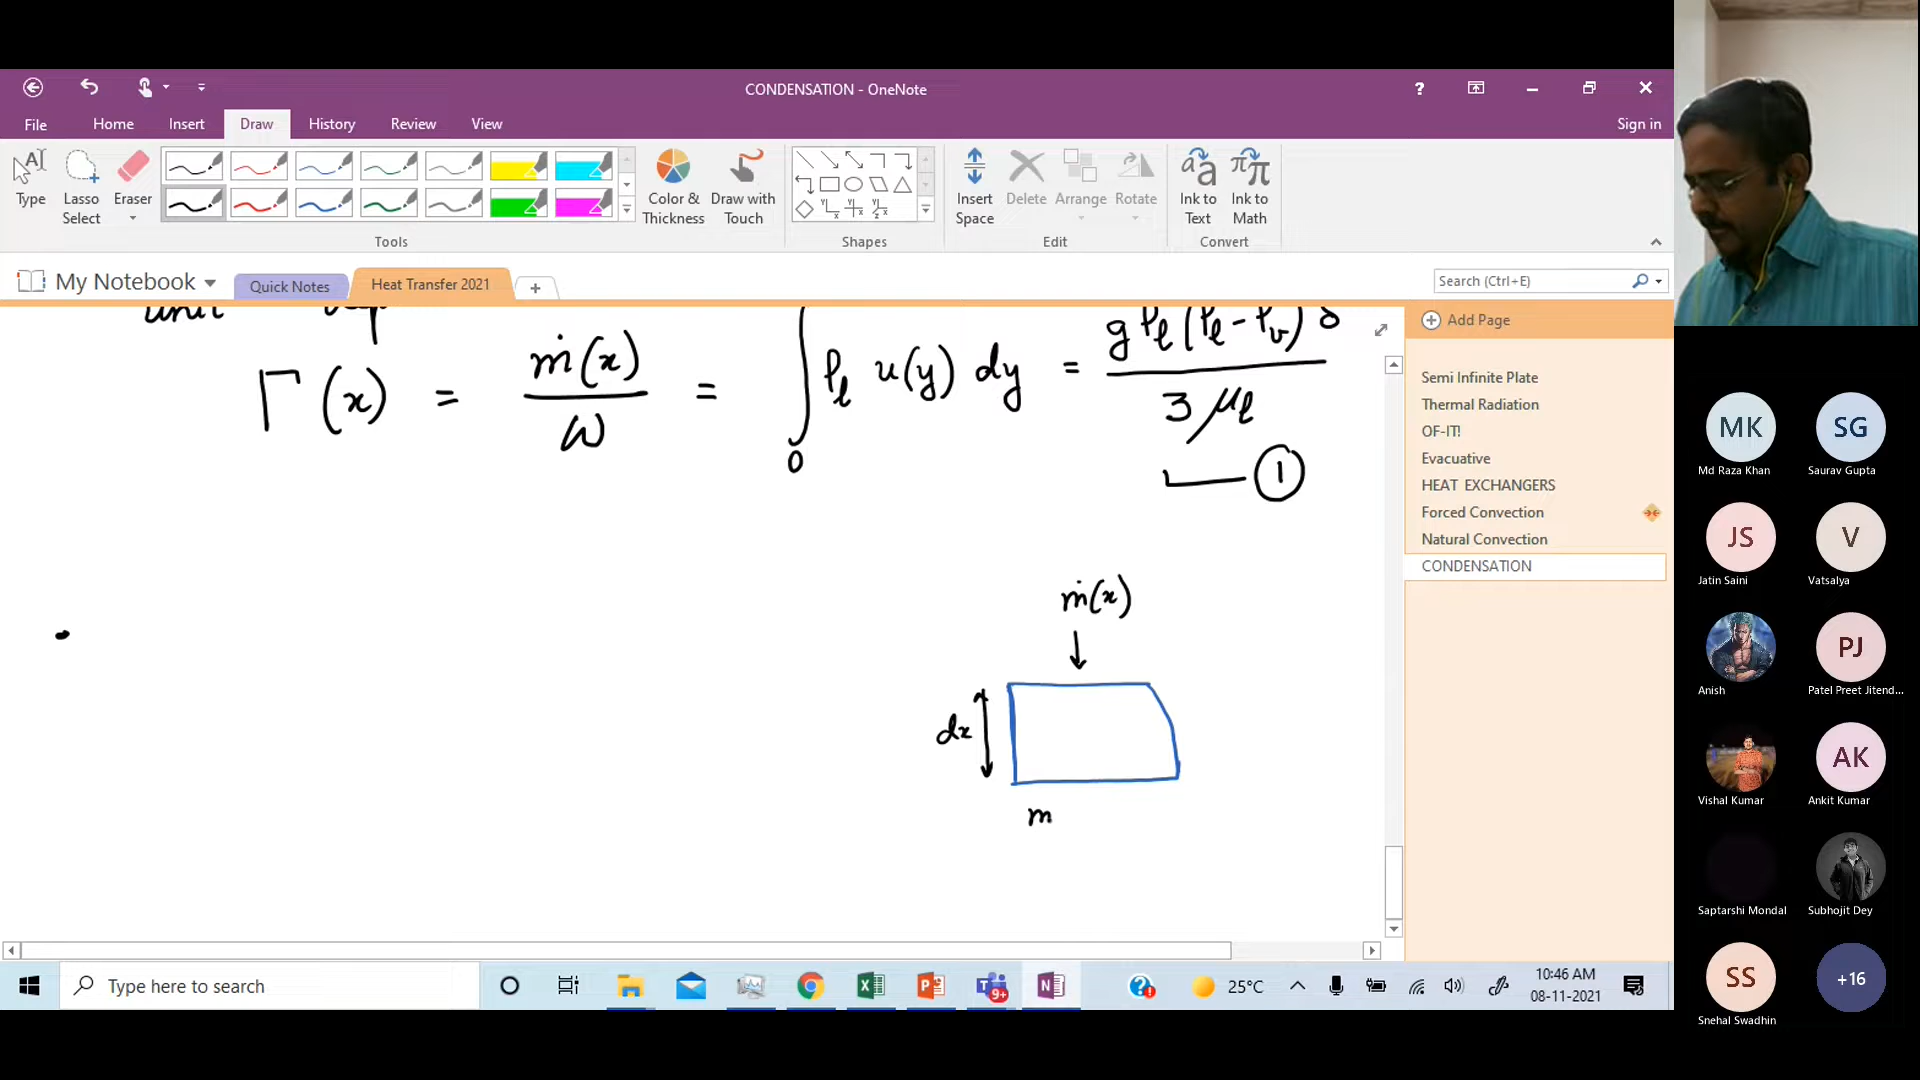 CONDENSATION - OneNote
?
File Home Insert Draw History Review View
Sign in
Type
Lasso Select
Eraser
Color & Thickness
Draw with Touch
Insert Space
Delete
Arrange
Rotate
Ink to Text
Ink to Math
Tools
Shapes
Edit
Convert
My Notebook
Quick Notes
Heat Transfer 2021
Search (Ctrl+E)
unit
Γ(x) = ṁ(x)/w = ∫0 ρl u(y) dy = gρl(ρl-ρv)δ/3μl
1
ṁ(x)
dx
m
Add Page
Semi Infinite Plate
Thermal Radiation
OF-IT!
Evacuative
HEAT EXCHANGERS
Forced Convection
Natural Convection
CONDENSATION
MK
Md Raza Khan
SG
Saurav Gupta
JS
Jatin Saini
V
Vatsalya
Anish
PJ
Patel Preet Jitend...
Vishal Kumar
AK
Ankit Kumar
Saptarshi Mondal
Subhojit Dey
SS
Snehal Swadhin
+16
Type here to search
9+
25°C
10:46 AM
08-11-2021